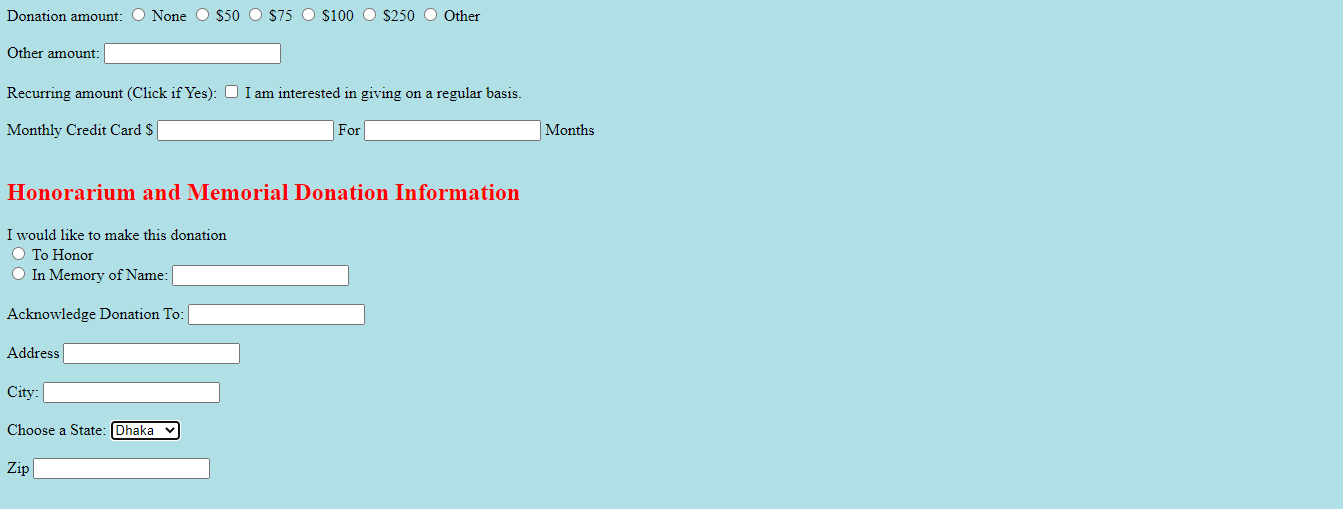 Donation amount: None $50 $75 $100 $250 Other
Other amount:
Recurring amount (Click if Yes): I am interested in giving on a regular basis.
Monthly Credit Card $ For Months
Honorarium and Memorial Donation Information
I would like to make this donation
To Honor
In Memory of Name:
Acknowledge Donation To:
Address
City:
Choose a State: Dhaka
Zip